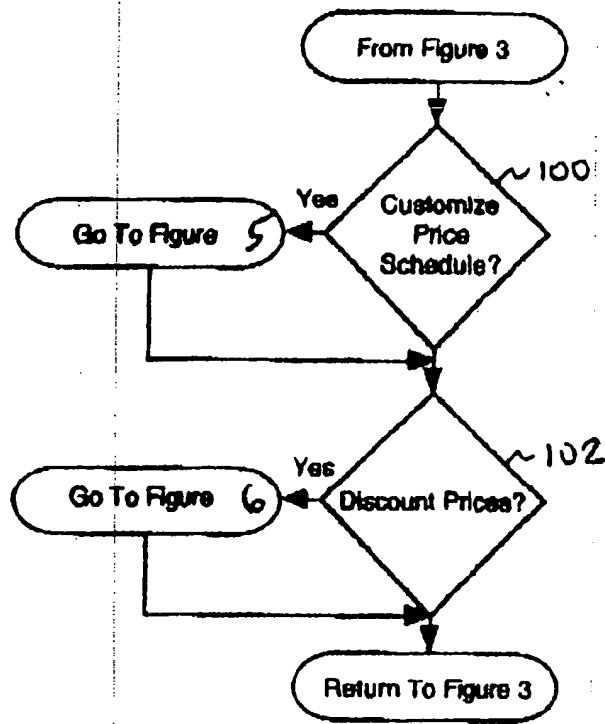 From Figure 3
100
Customize
Price
Schedule?
Yes
Go To Figure 5
102
Discount Prices?
Yes
Go To Figure 6
Return To Figure 3